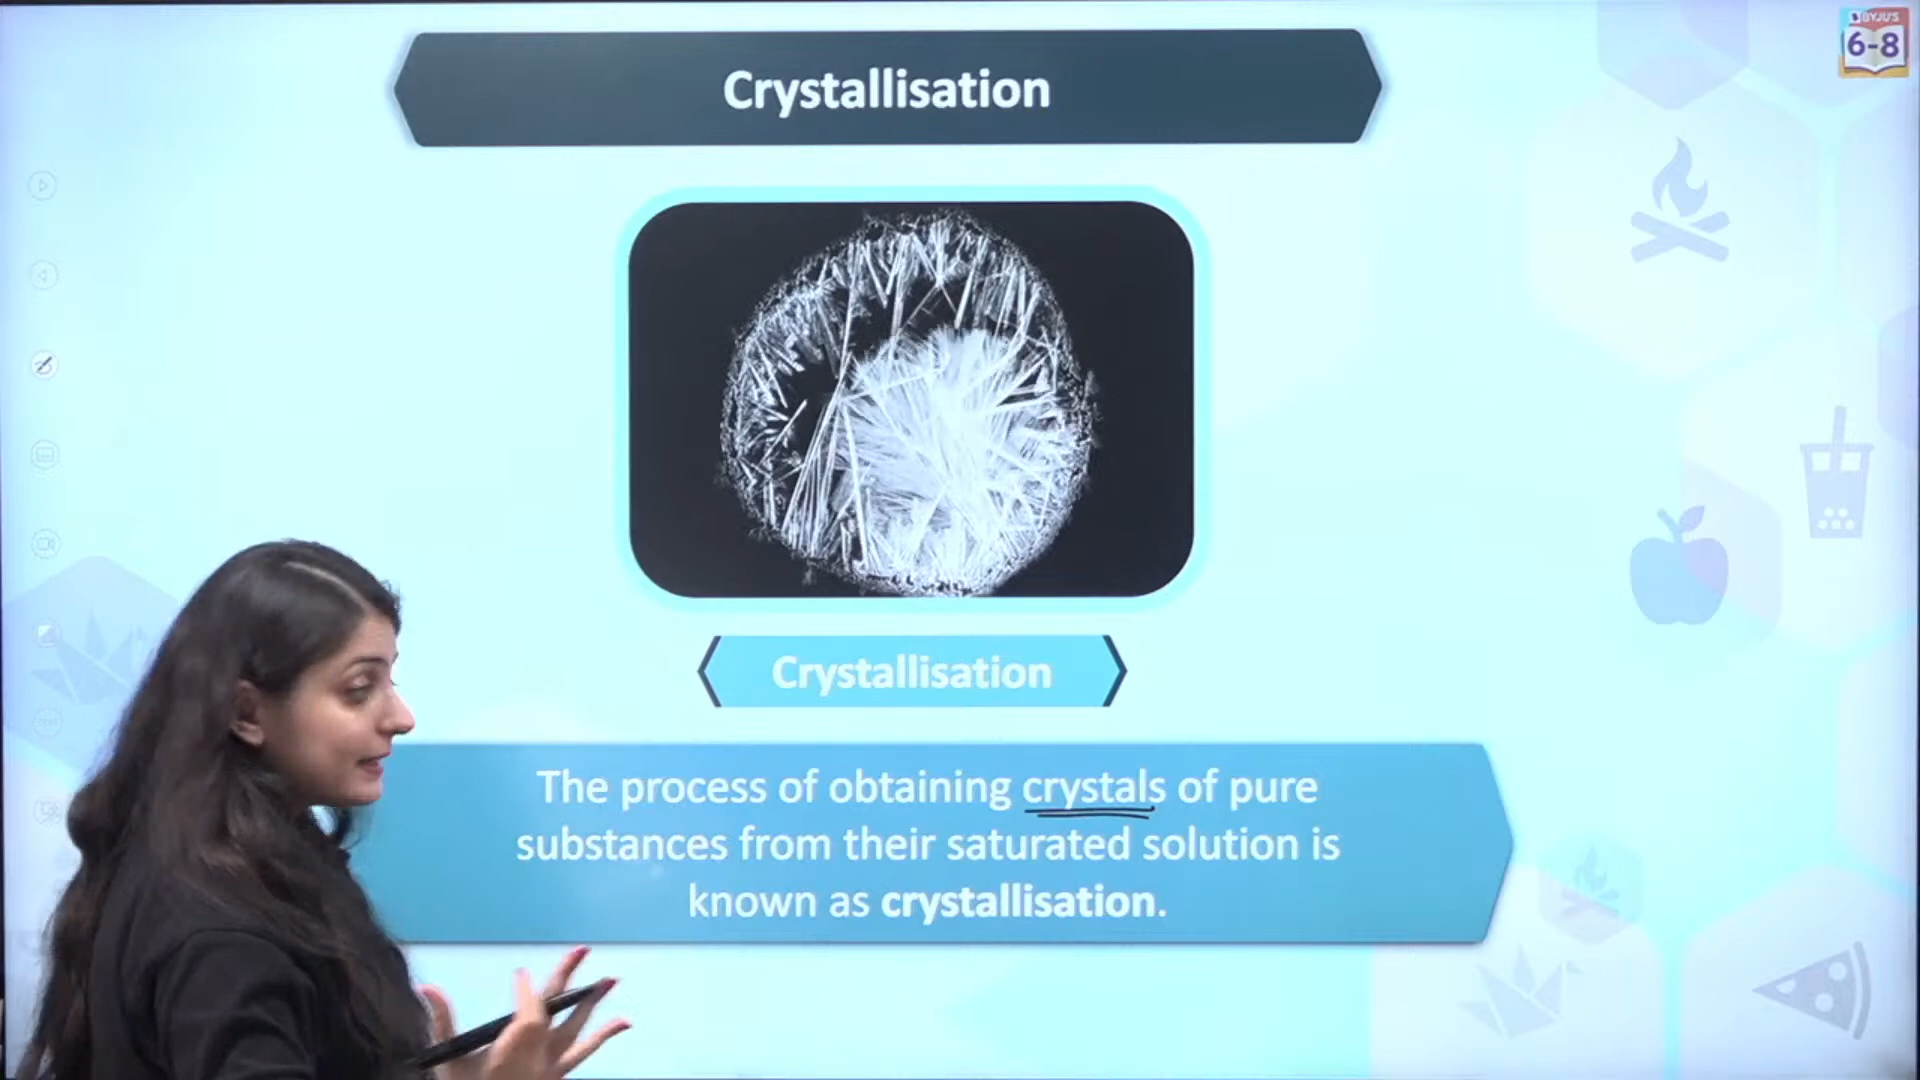 BYJU'S
6-8
Crystallisation
Crystallisation
The process of obtaining crystals of pure
substances from their saturated solution is
known as crystallisation.